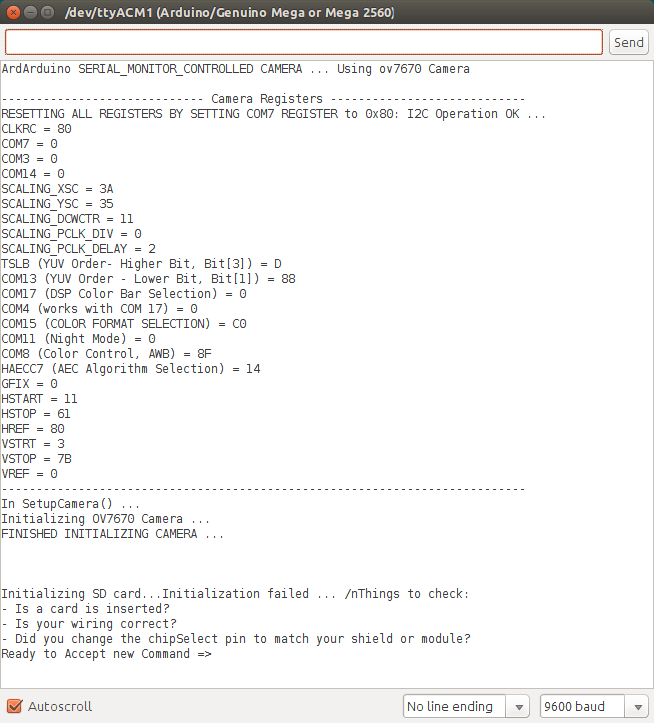 /dev/ttyACM1 (Arduino/Genuino Mega or Mega 2560)
Send
ArdArduino SERIAL_MONITOR_CONTROLLED CAMERA ... Using ov7670 Camera
----------------------------- Camera Registers ----------------------------
RESETTING ALL REGISTERS BY SETTING COM7 REGISTER to 0x80: I2C Operation OK ...
CLKRC = 80
COM7 = 0
COM3 = 0
COM14 = 0
SCALING_XSC = 3A
SCALING_YSC = 35
SCALING_DCWCTR = 11
SCALING_PCLK_DIV = 0
SCALING_PCLK_DELAY = 2
TSLB (YUV Order- Higher Bit, Bit[3]) = D
COM13 (YUV Order - Lower Bit, Bit[1]) = 88
COM17 (DSP Color Bar Selection) = 0
COM4 (works with COM 17) = 0
COM15 (COLOR FORMAT SELECTION) = C0
COM11 (Night Mode) = 0
COM8 (Color Control, AWB) = 8F
HAECC7 (AEC Algorithm Selection) = 14
GFIX = 0
HSTART = 11
HSTOP = 61
HREF = 80
VSTRT = 3
VSTOP = 7B
VREF = 0
---------------------------------------------------------------------------
In SetupCamera() ...
Initializing OV7670 Camera ...
FINISHED INITIALIZING CAMERA ...
Initializing SD card...Initialization failed ... /nThings to check:
- Is a card is inserted?
- Is your wiring correct?
- Did you change the chipSelect pin to match your shield or module?
Ready to Accept new Command =>
Autoscroll
No line ending
9600 baud